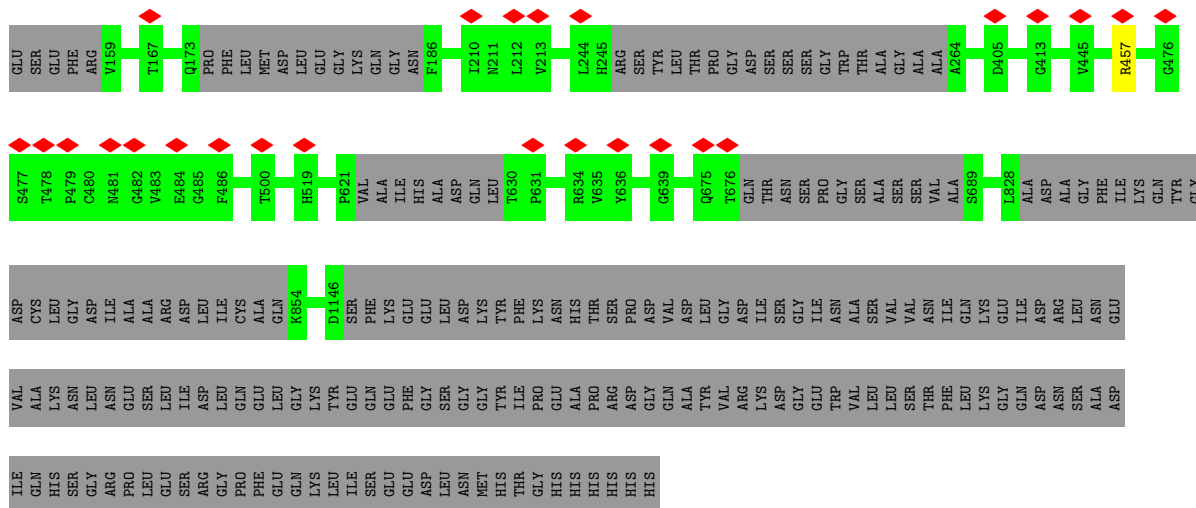 GLU SER GLU PHE ARG V159 T167 Q173 PRO PHE LEU MET ASP LEU GLU GLY LYS GLN GLY ASN F186 I210 N211 L212 V213 L244 H245 ARG SER TYR LEU THR PRO GLY ASP SER SER SER GLY TRP THR ALA GLY ALA ALA A264 D405 G413 V445 R457 G476
S477 T478 P479 C480 N481 G482 V483 E484 G485 F486 T500 H519 P621 VAL ALA ILE HIS ALA ASP GLN LEU T630 P631 R634 V635 Y636 G639 Q675 T676 GLN THR ASN SER PRO GLY SER ALA SER SER VAL ALA S689 L828 ALA ASP ALA GLY PHE ILE LYS GLN TYR GLY
ASP CYS LEU GLY ASP ILE ALA ALA ARG ASP LEU ILE CYS ALA GLN K854 D1146 SER PHE LYS GLU GLU LEU ASP LYS TYR PHE LYS ASN HIS THR SER PRO ASP VAL ASP LEU GLY ASP ILE SER GLY ILE ASN ALA SER VAL VAL ASN ILE GLN LYS GLU ILE ASP ARG LEU ASN GLU
VAL ALA LYS ASN LEU ASN GLU SER LEU ILE ASP LEU GLN GLU LEU GLY LYS TYR GLU GLN GLU PHE GLY SER GLY GLY TYR ILE PRO GLU ALA PRO ARG ASP GLY GLN ALA TYR VAL ARG LYS ASP GLY GLU TRP VAL LEU LEU SER THR PHE LEU LYS GLY GLN ASP ASN SER ALA ASP
ILE GLN HIS SER GLY ARG PRO LEU GLU SER ARG GLY PRO PHE GLU GLN LYS LEU ILE SER GLU GLU ASP LEU ASN MET HIS THR GLY HIS HIS HIS HIS HIS HIS